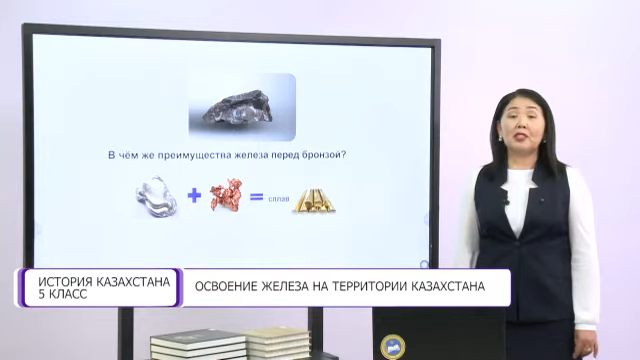 В чём же преимущества железа перед бронзой?
+ = сплав
ИСТОРИЯ КАЗАХСТАНА
5 КЛАСС
ОСВОЕНИЕ ЖЕЛЕЗА НА ТЕРРИТОРИИ КАЗАХСТАНА